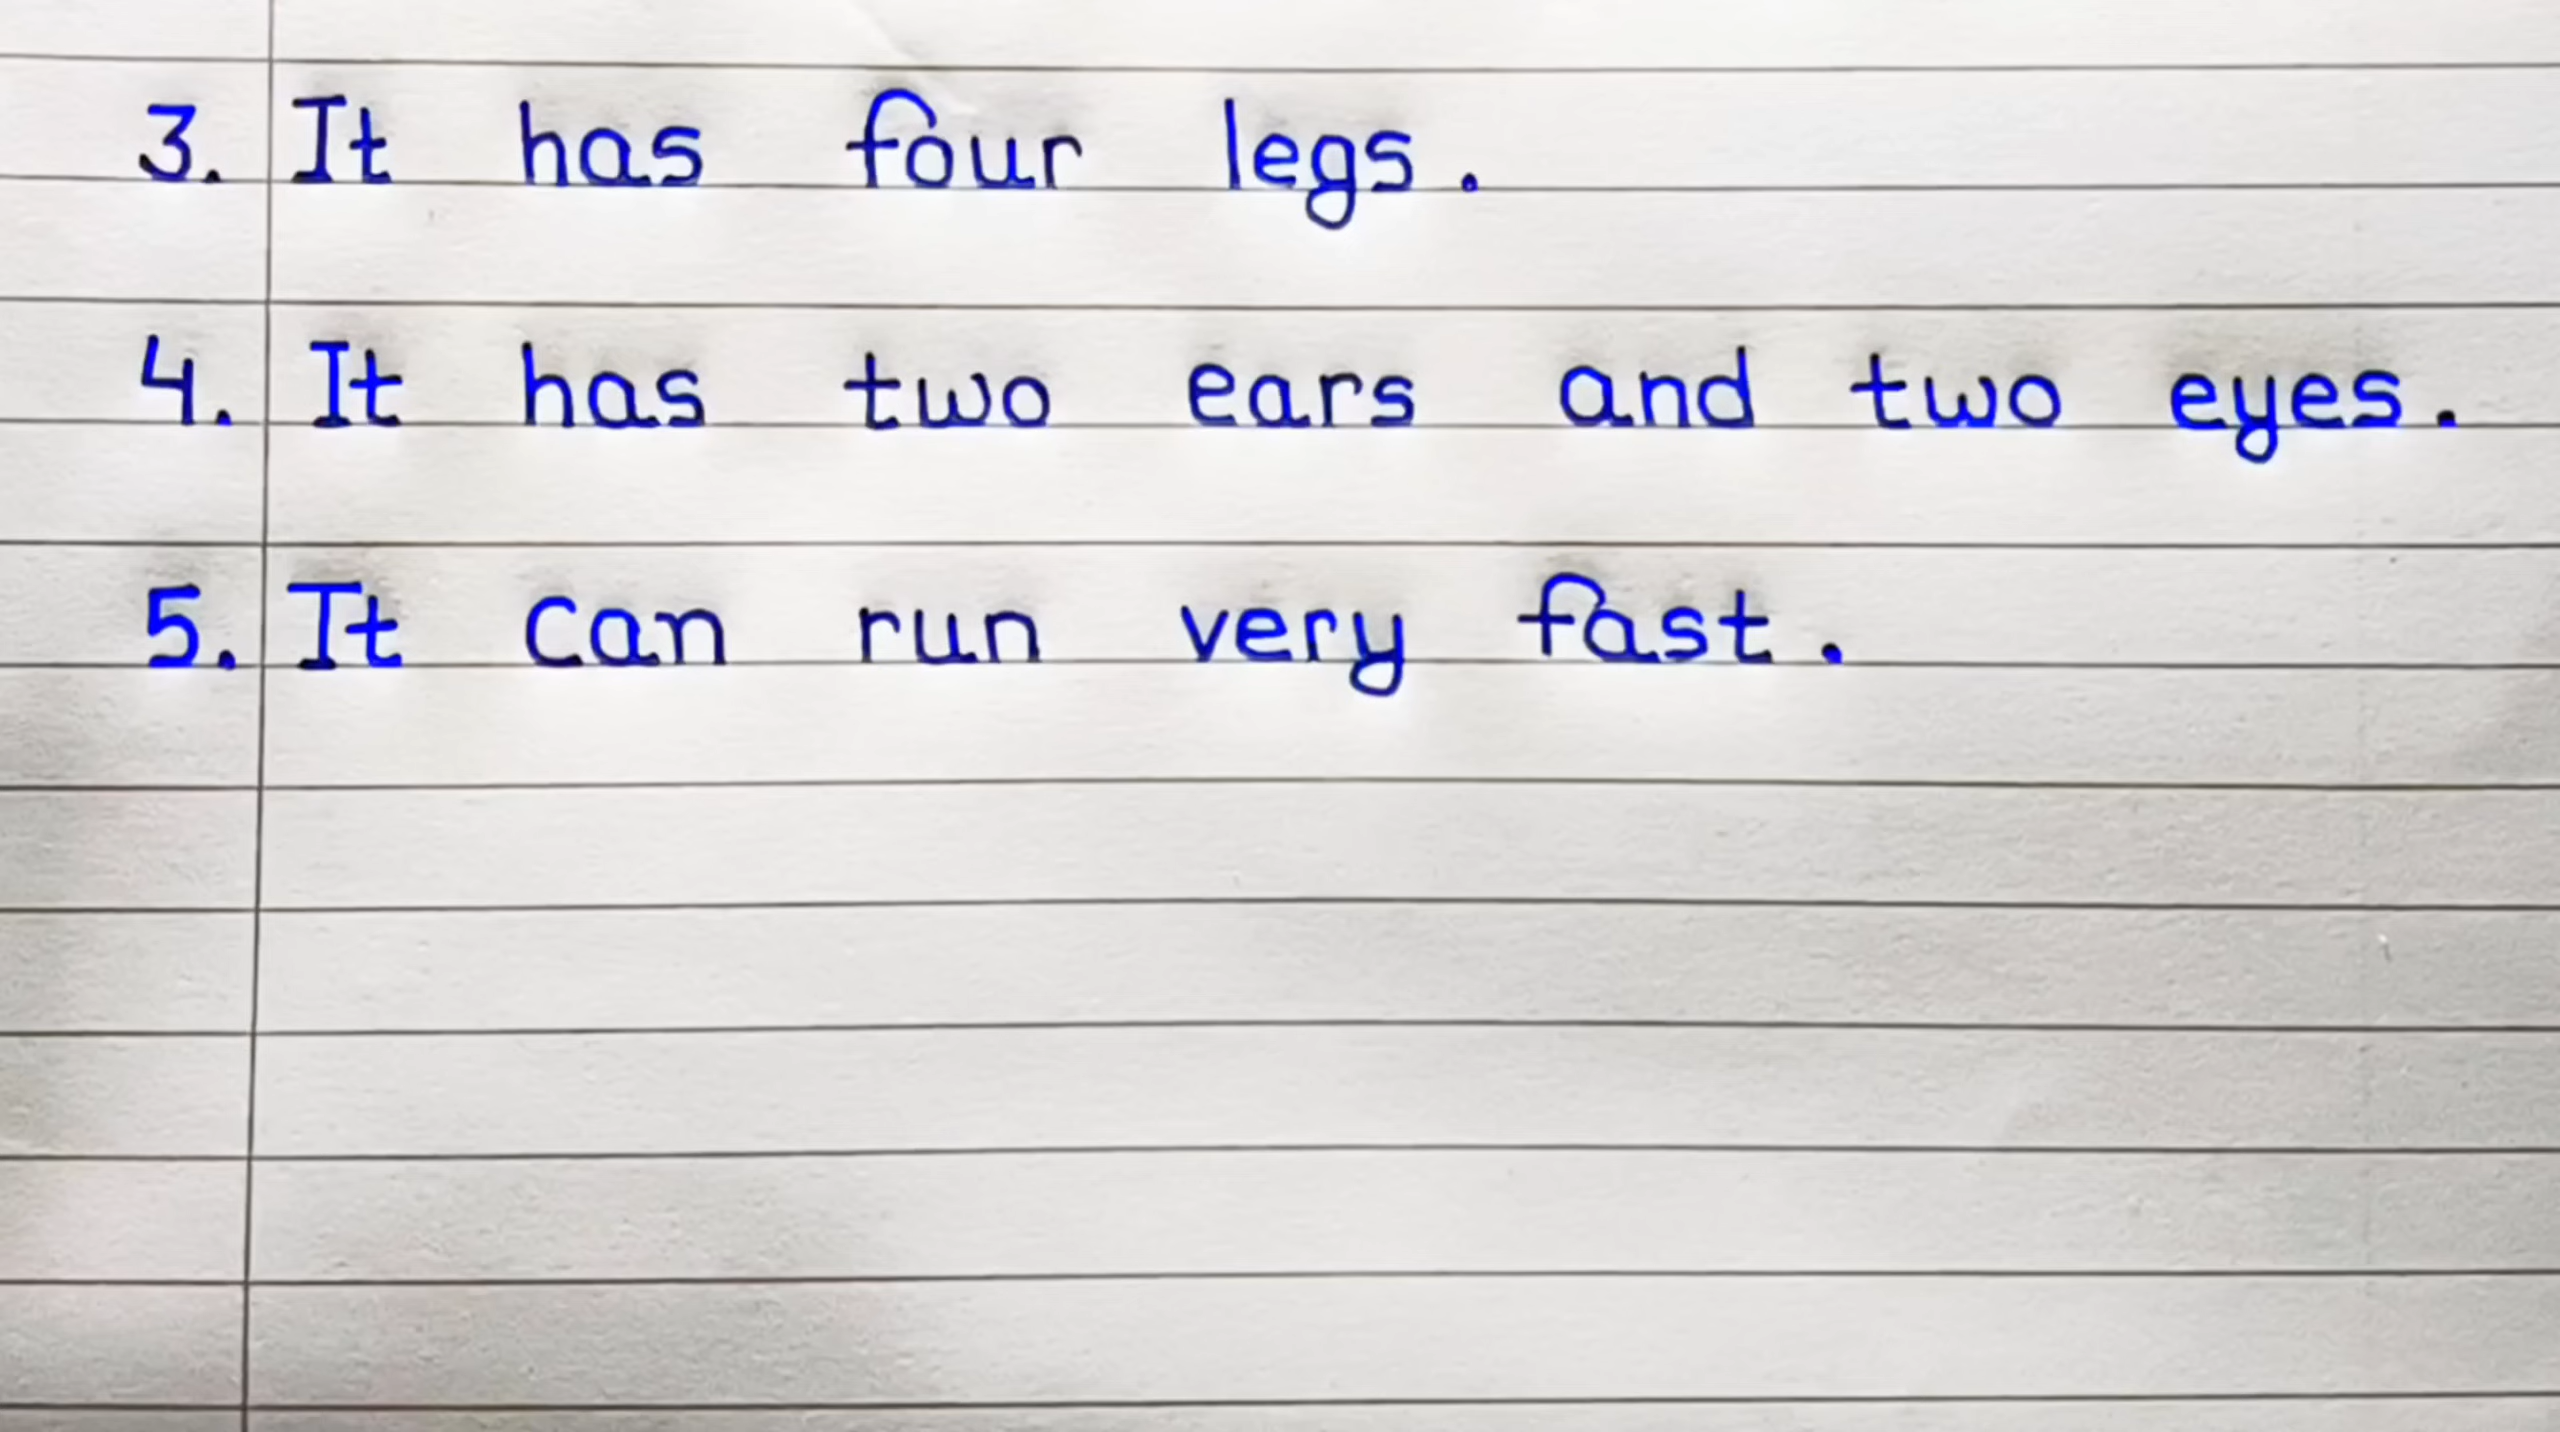 3. It has four legs.
4. It has two ears and two eyes.
5. It can run very fast.